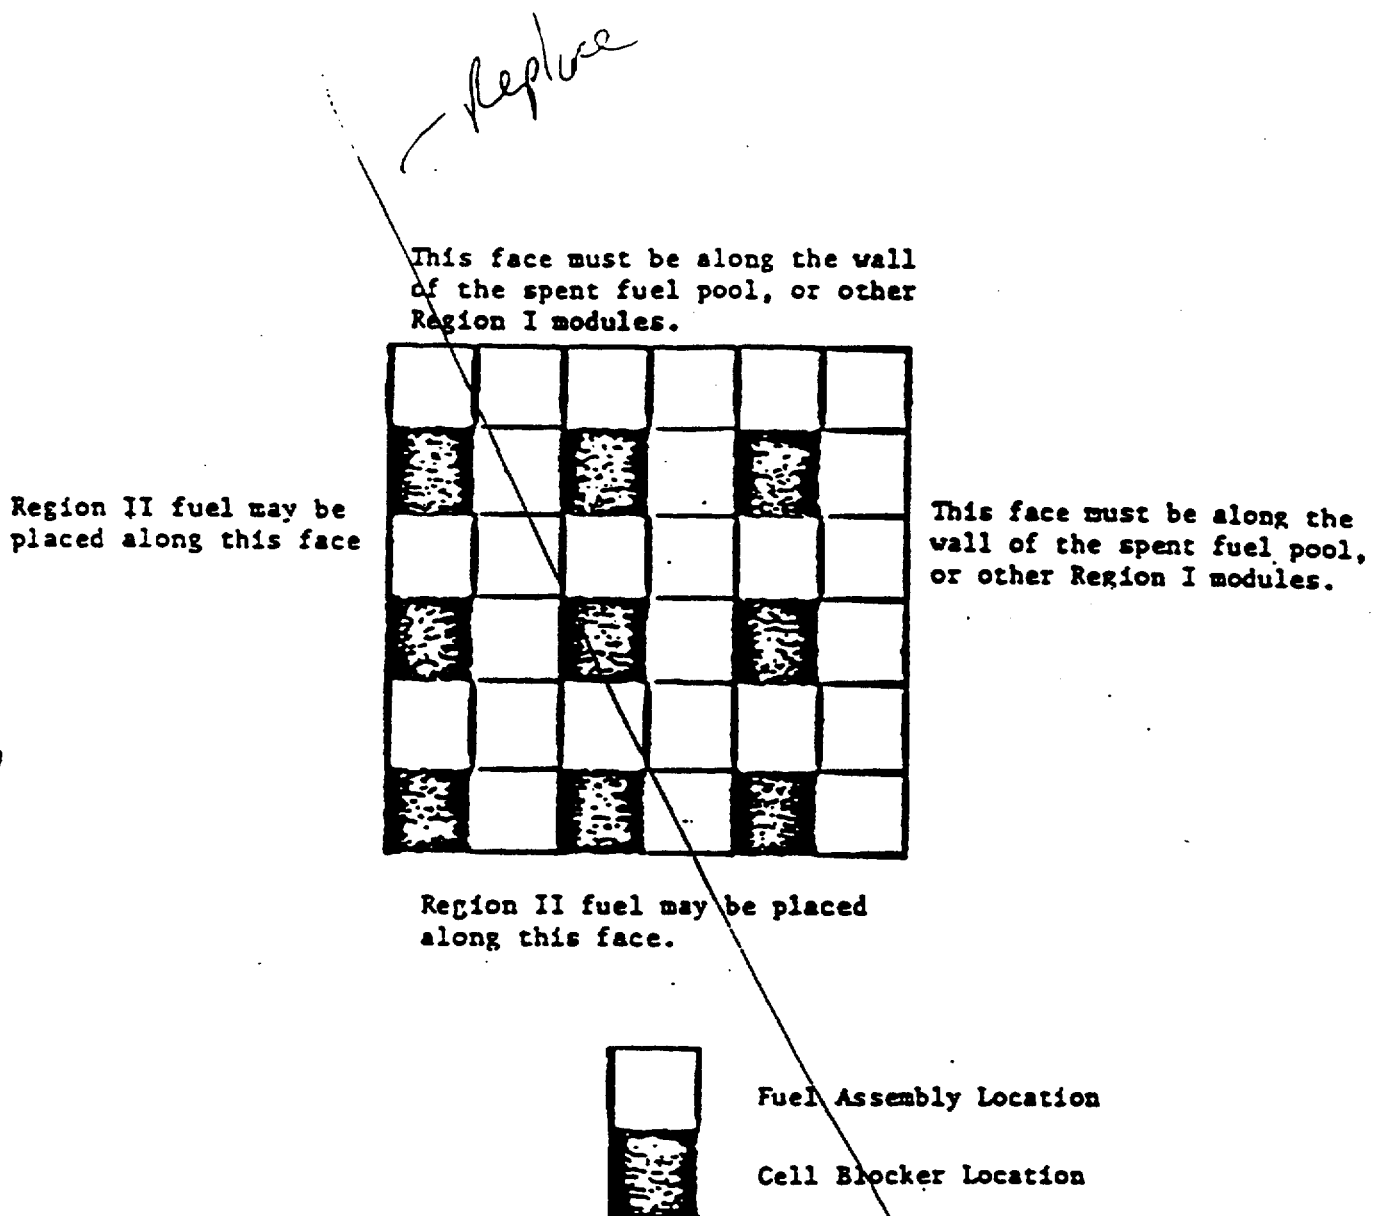 Replace
This face must be along the wall
of the spent fuel pool, or other
Region I modules.
Region II fuel may be
placed along this face
This face must be along the
wall of the spent fuel pool,
or other Region I modules.
Region II fuel may be placed
along this face.
Fuel Assembly Location
Cell Blocker Location